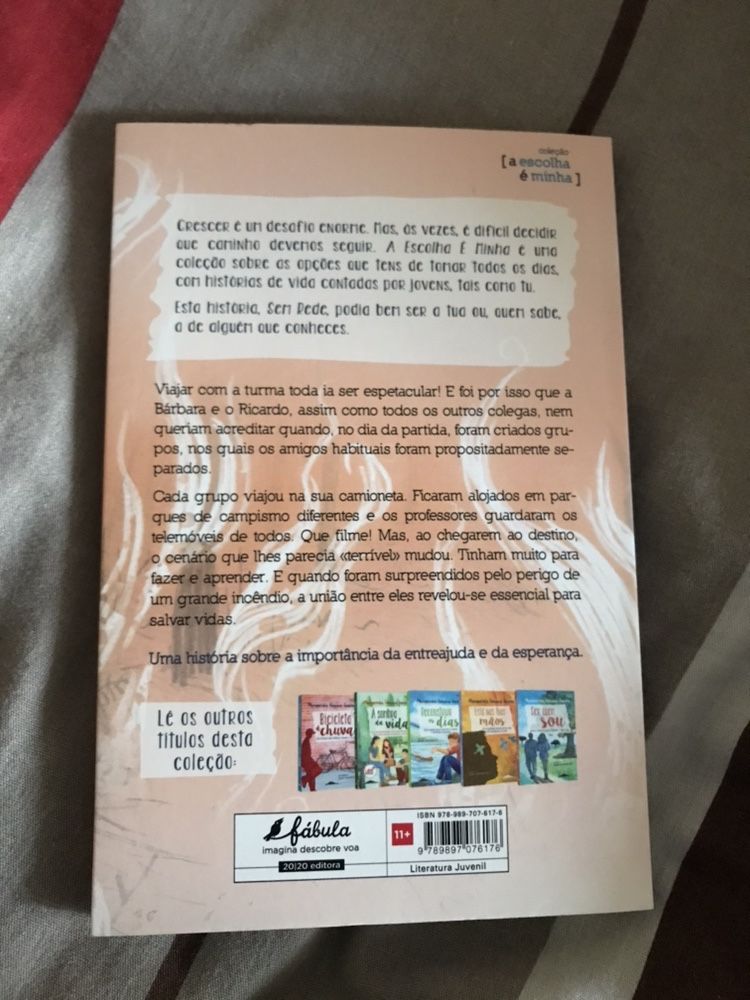 coleção
[a escolha
é minha]
Crescer é um desafio enorme. Mas, às vezes, é difícil decidir
que caminho devemos seguir. A Escolha É Minha é uma
coleção sobre as opções que tens de tomar todos os dias,
com histórias de vida contadas por jovens, tais como tu.
Esta história, Sem Rede, podia bem ser a tua ou, quem sabe,
a de alguém que conheces.
Viajar com a turma toda ia ser espetacular! E foi por isso que a
Bárbara e o Ricardo, assim como todos os outros colegas, nem
queriam acreditar quando, no dia da partida, foram criados gru-
pos, nos quais os amigos habituais foram propositadamente se-
parados.
Cada grupo viajou na sua camioneta. Ficaram alojados em par-
ques de campismo diferentes e os professores guardaram os
telemóveis de todos. Que filme! Mas, ao chegarem ao destino,
o cenário que lhes parecia «terrível» mudou. Tinham muito para
fazer e aprender. E quando foram surpreendidos pelo perigo de
um grande incêndio, a união entre eles revelou-se essencial para
salvar vidas.
Uma história sobre a importância da entreajuda e da esperança.
Lê os outros
títulos desta
coleção:
Bicicleta
à chuva
A sombra
da vida
Reconstruir
os dias
Está nas tuas
mãos
Ser quem
sou
fábula
imagina descobre voa
20|20 editora
ISBN 978-989-707-617-6
11+
9 789897 076176
Literatura Juvenil